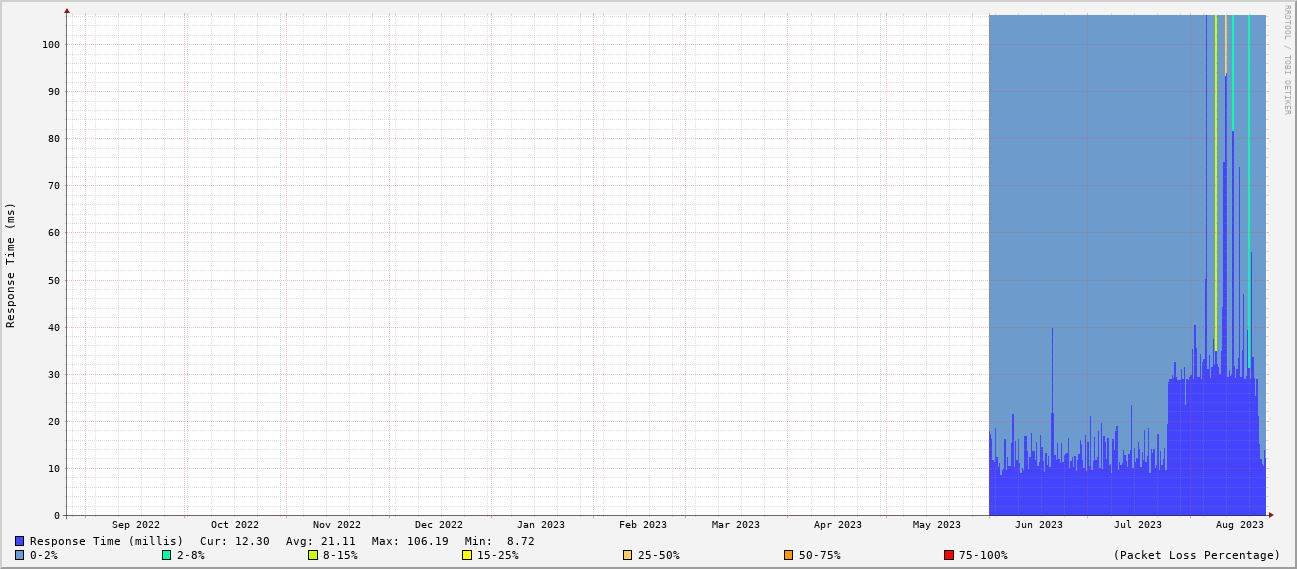 RRDTOOL / TOBI OETIKER
Response Time (ms)
100
90
80
70
60
50
40
30
20
10
0
Sep 2022 Oct 2022 Nov 2022 Dec 2022 Jan 2023 Feb 2023 Mar 2023 Apr 2023 May 2023 Jun 2023 Jul 2023 Aug 2023
Response Time (millis) Cur: 12.30 Avg: 21.11 Max: 106.19 Min: 8.72
0-2% 2-8% 8-15% 15-25% 25-50% 50-75% 75-100% (Packet Loss Percentage)